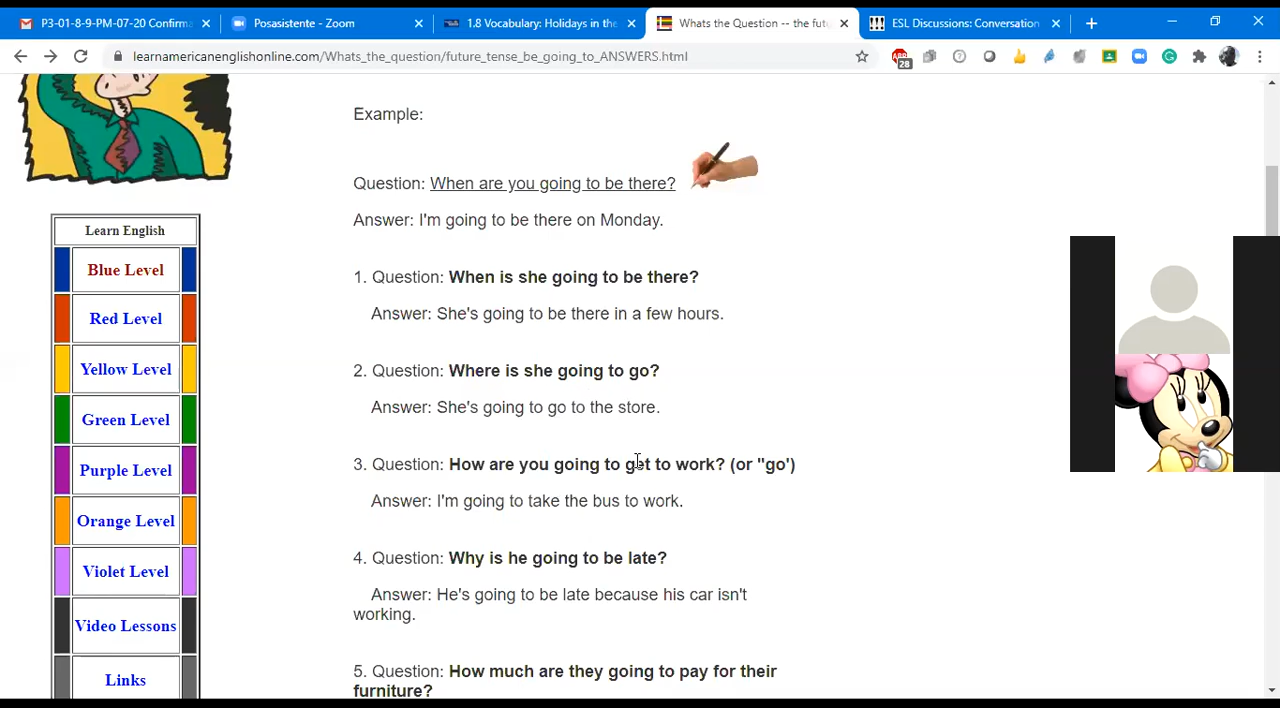 P3-01-8-9-PM-07-20 Confirma
Posasistente - Zoom
1.8 Vocabulary: Holidays in the
Whats the Question -- the futu
ESL Discussions: Conversation
learnamericanenglishonline.com/Whats_the_question/future_tense_be_going_to_ANSWERS.html
28
Example:
Question: When are you going to be there?
Answer: I'm going to be there on Monday.
1. Question: When is she going to be there?
Answer: She's going to be there in a few hours.
2. Question: Where is she going to go?
Answer: She's going to go to the store.
3. Question: How are you going to get to work? (or "go')
Answer: I'm going to take the bus to work.
4. Question: Why is he going to be late?
Answer: He's going to be late because his car isn't
working.
5. Question: How much are they going to pay for their
furniture?
Learn English
Blue Level
Red Level
Yellow Level
Green Level
Purple Level
Orange Level
Violet Level
Video Lessons
Links